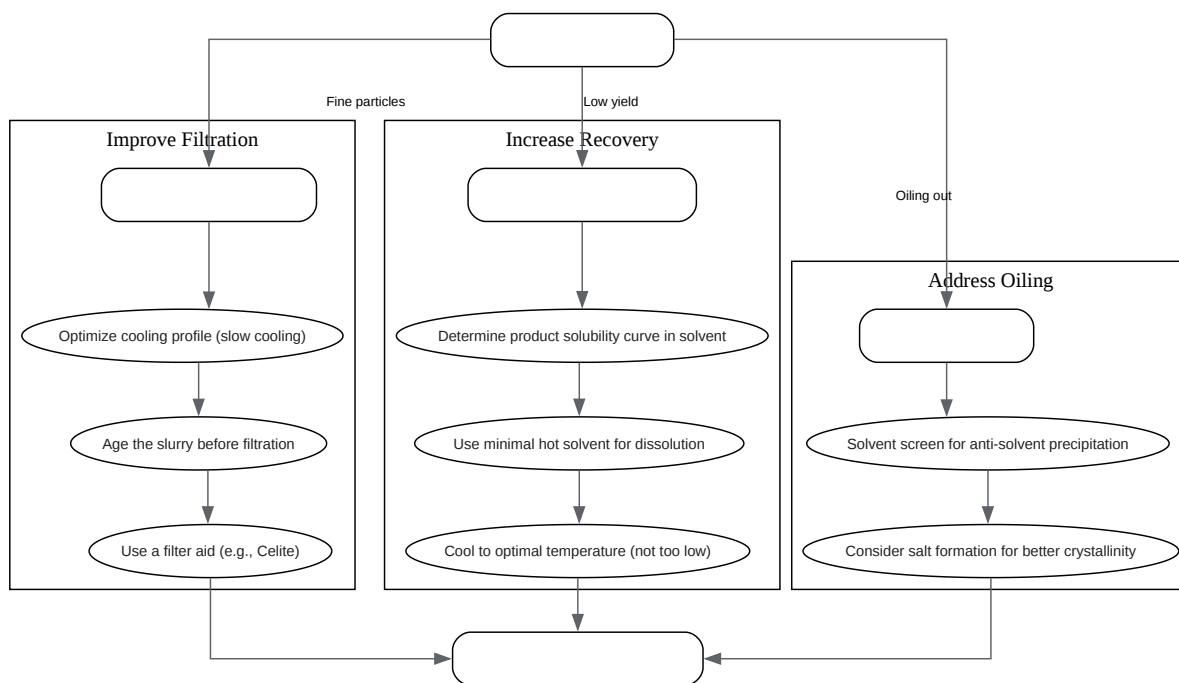 Fine particles
Low yield
Improve Filtration
Increase Recovery
Oiling out
Address Oiling
Optimize cooling profile (slow cooling)
Determine product solubility curve in solvent
Age the slurry before filtration
Use minimal hot solvent for dissolution
Solvent screen for anti-solvent precipitation
Use a filter aid (e.g., Celite)
Cool to optimal temperature (not too low)
Consider salt formation for better crystallinity